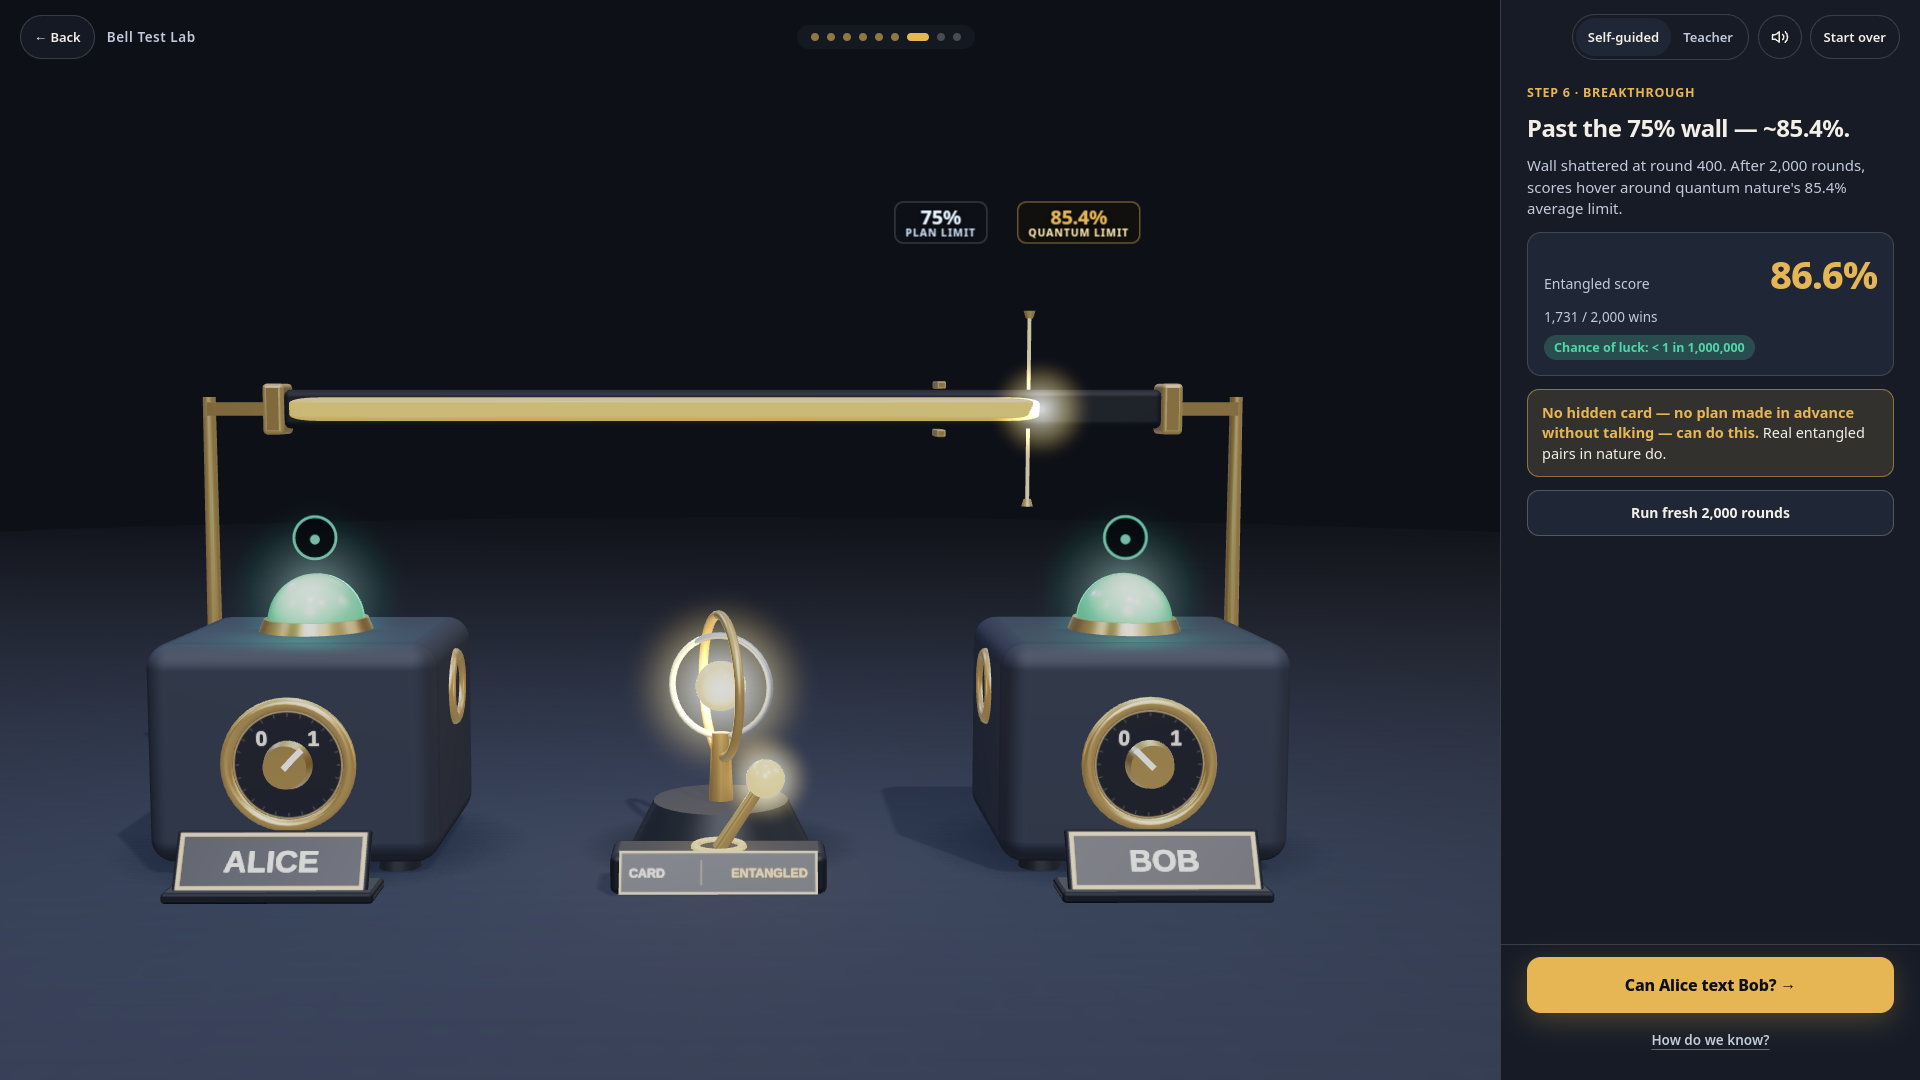 ← Back
Bell Test Lab
Self-guided
Teacher
Start over
STEP 6 · BREAKTHROUGH
Past the 75% wall — ~85.4%.
Wall shattered at round 400. After 2,000 rounds,
scores hover around quantum nature's 85.4%
average limit.
Entangled score
86.6%
1,731 / 2,000 wins
Chance of luck: < 1 in 1,000,000
No hidden card — no plan made in advance
without talking — can do this. Real entangled
pairs in nature do.
Run fresh 2,000 rounds
Can Alice text Bob? →
How do we know?
75%
PLAN LIMIT
85.4%
QUANTUM LIMIT
0 1
ALICE
CARD
ENTANGLED
0 1
BOB